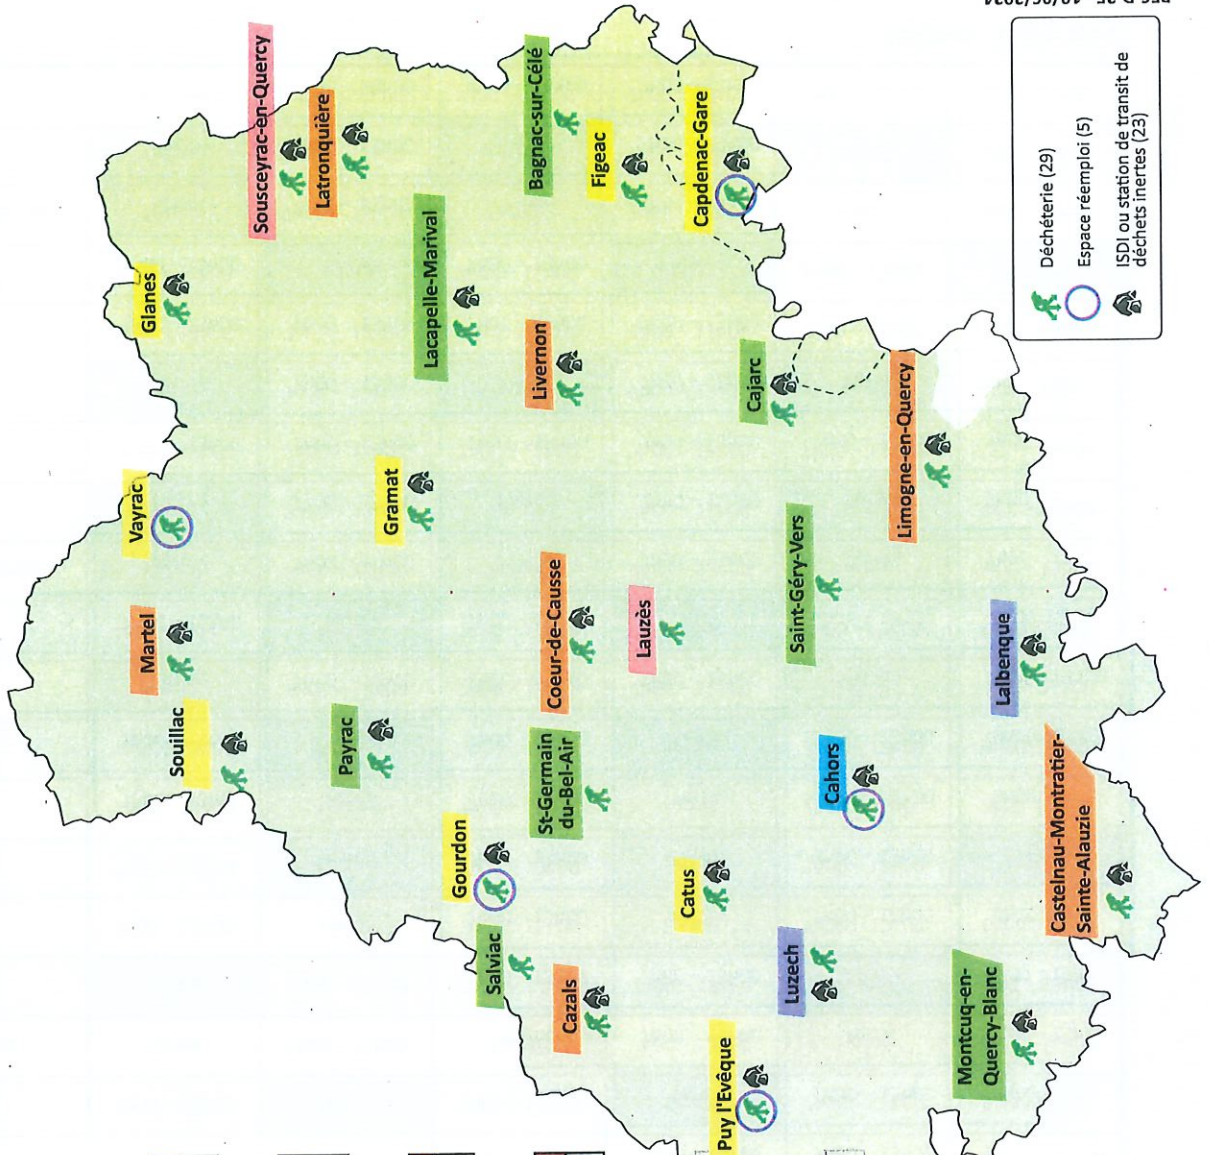 Sousceyrac-en-Quercy
Latronquière
Bagnac-sur-Célé
Figeac
Capdenac-Gare
Glanes
Lacapelle-Marival
Livernon
Cajarc
Limogne-en-Quercy
Vayrac
Gramat
Saint-Géry-Vers
Martel
Coeur-de-Causse
Lauzès
Lalbenque
Souillac
Payrac
St-Germain
du-Bel-Air
Cahors
Castelnau-Montratier-
Sainte-Alauzie
Gourdon
Catus
Salviac
Cazals
Luzech
Montcuq-en-
Quercy-Blanc
Puy l'Evêque
Déchéterie (29)
Espace réemploi (5)
ISDI ou station de transit de
déchets inertes (23)